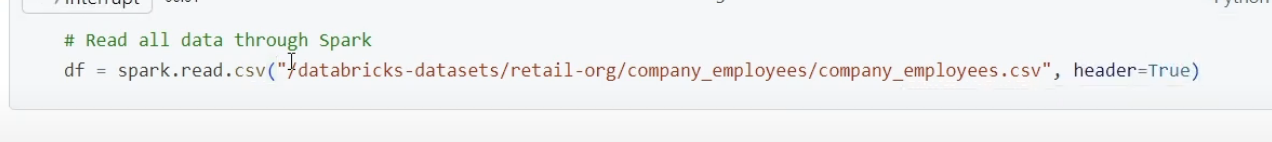 Interrupt
# Read all data through Spark
df = spark.read.csv("/databricks-datasets/retail-org/company_employees/company_employees.csv", header=True)